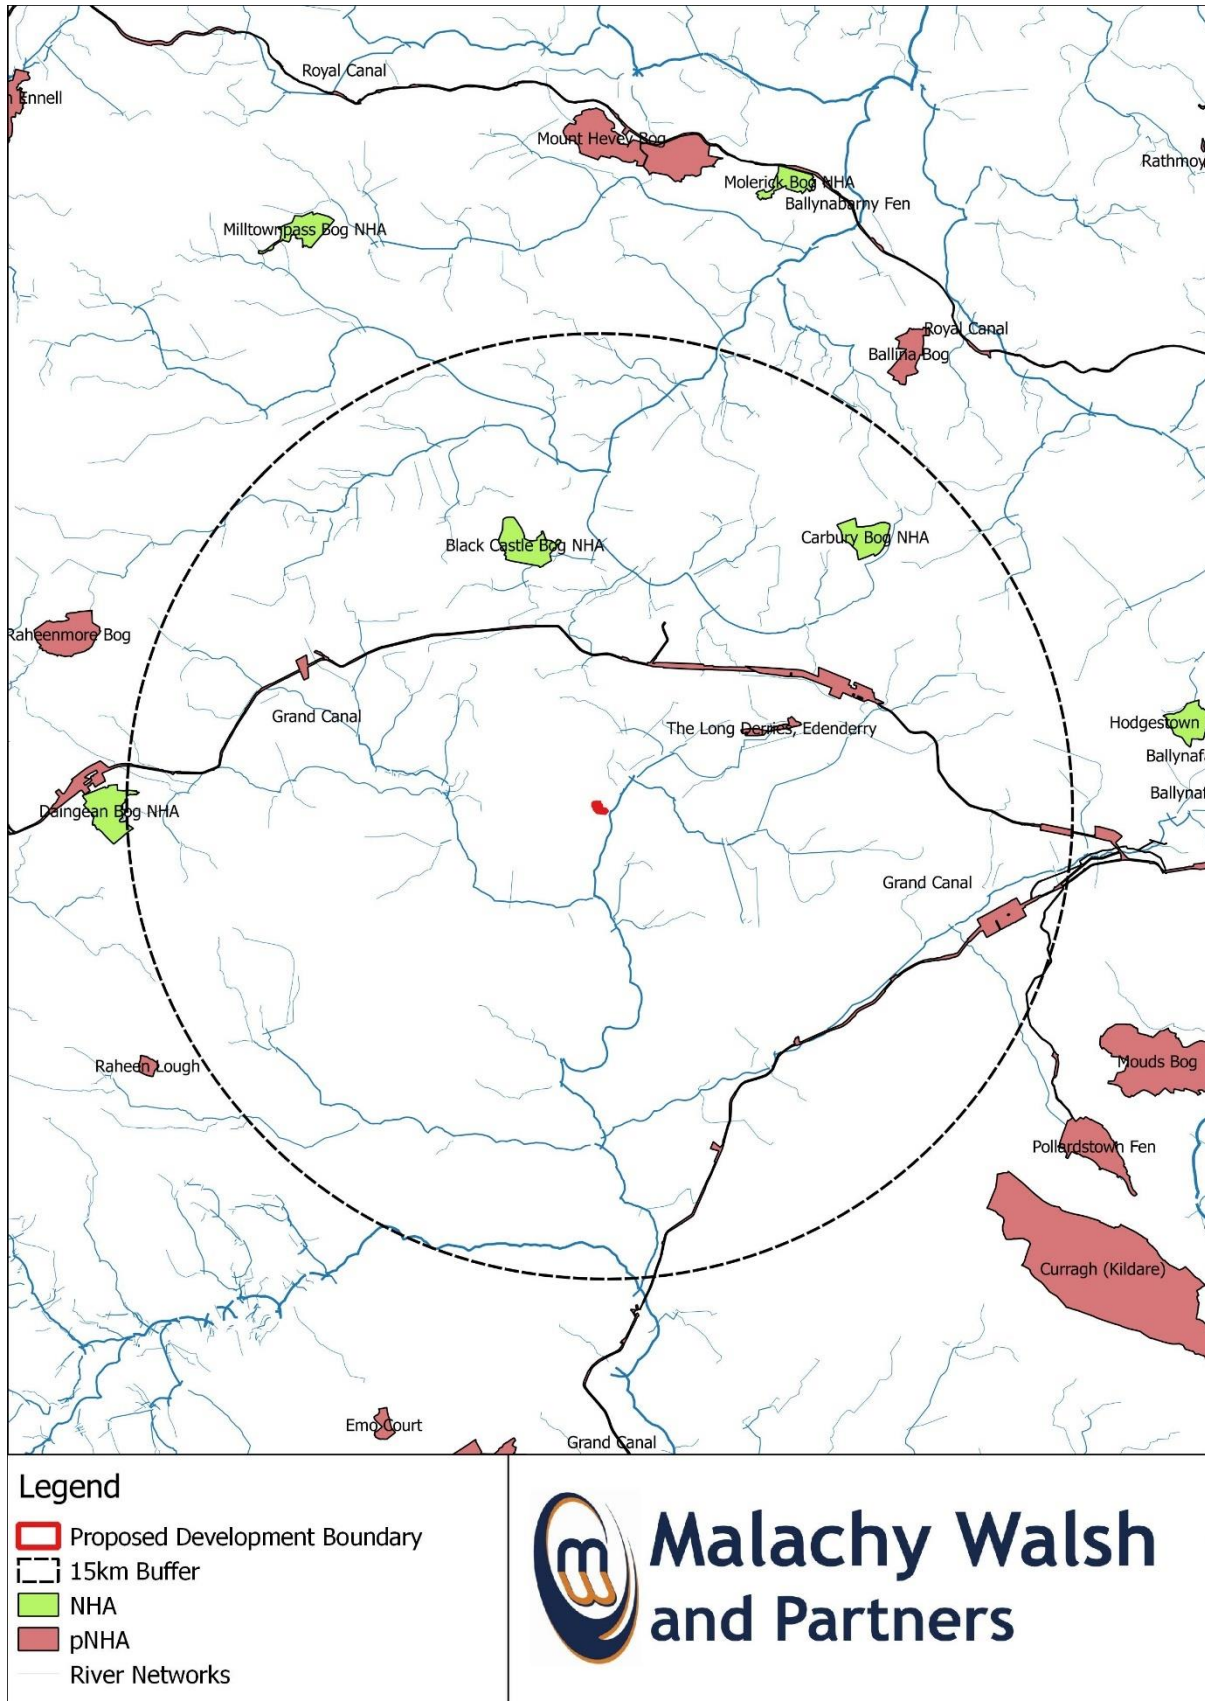 Royal Canal
n Ennell
Mount Hevey Bog
Rathmoy
Molerick Bog NHA
Ballynabarny Fen
Milltownpass Bog NHA
Royal Canal
Ballina Bog
Black Castle Bog NHA
Carbury Bog NHA
Raheenmore Bog
Grand Canal
The Long Derries, Edenderry
Hodgestown
Ballynafa
Ballynaf
Daingean Bog NHA
Grand Canal
Raheen Lough
Mouds Bog
Pollardstown Fen
Curragh (Kildare)
Emo Court
Grand Canal
Legend
Proposed Development Boundary
15km Buffer
NHA
pNHA
River Networks
m
w
Malachy Walsh
and Partners